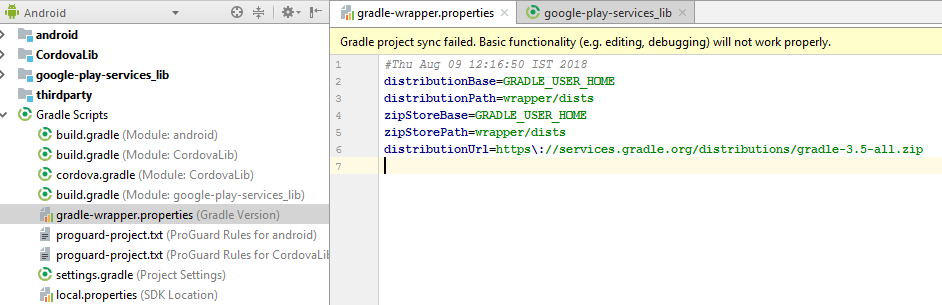 Android
gradle-wrapper.properties
google-play-services_lib
android
CordovaLib
google-play-services_lib
thirdparty
Gradle Scripts
build.gradle (Module: android)
build.gradle (Module: CordovaLib)
cordova.gradle (Module: CordovaLib)
build.gradle (Module: google-play-services_lib)
gradle-wrapper.properties (Gradle Version)
proguard-project.txt (ProGuard Rules for android)
proguard-project.txt (ProGuard Rules for CordovaLib
settings.gradle (Project Settings)
local.properties (SDK Location)
Gradle project sync failed. Basic functionality (e.g. editing, debugging) will not work properly.
1 #Thu Aug 09 12:16:50 IST 2018
2 distributionBase=GRADLE_USER_HOME
3 distributionPath=wrapper/dists
4 zipStoreBase=GRADLE_USER_HOME
5 zipStorePath=wrapper/dists
6 distributionUrl=https\://services.gradle.org/distributions/gradle-3.5-all.zip
7